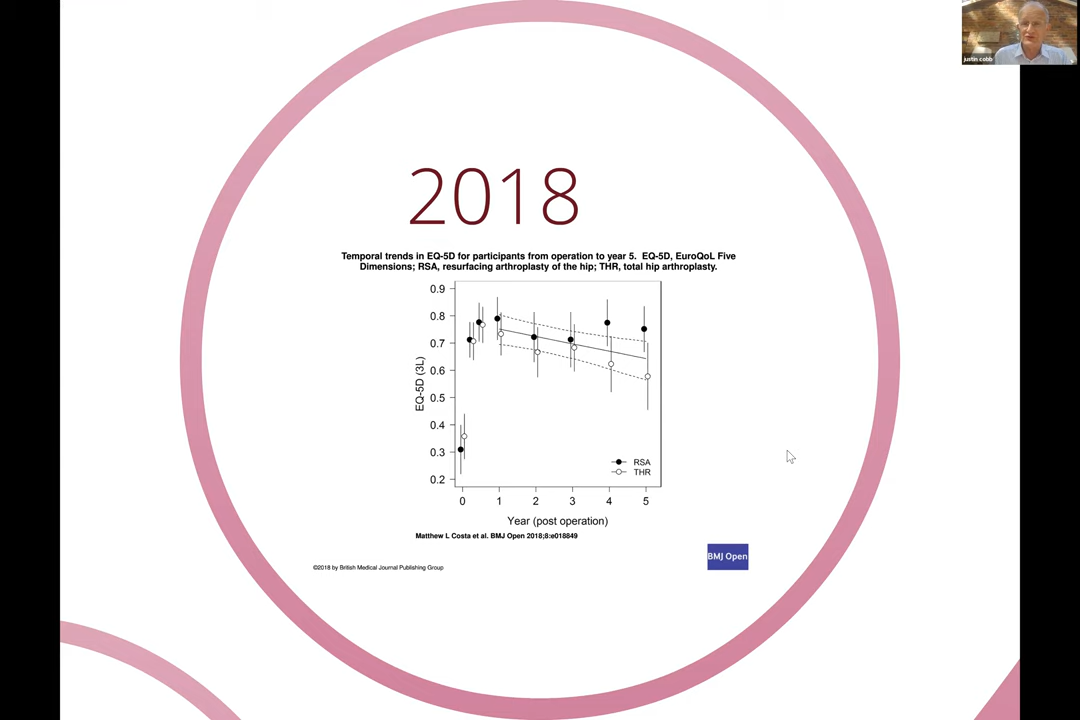 justin cobb
2018
Temporal trends in EQ-5D for participants from operation to year 5. EQ-5D, EuroQoL Five
Dimensions; RSA, resurfacing arthroplasty of the hip; THR, total hip arthroplasty.
0.9
0.8
0.7
0.6
0.5
0.4
0.3
0.2
EQ-5D (3L)
RSA
THR
0 1 2 3 4 5
Year (post operation)
Matthew L Costa et al. BMJ Open 2018;8:e018849
BMJ Open
©2018 by British Medical Journal Publishing Group